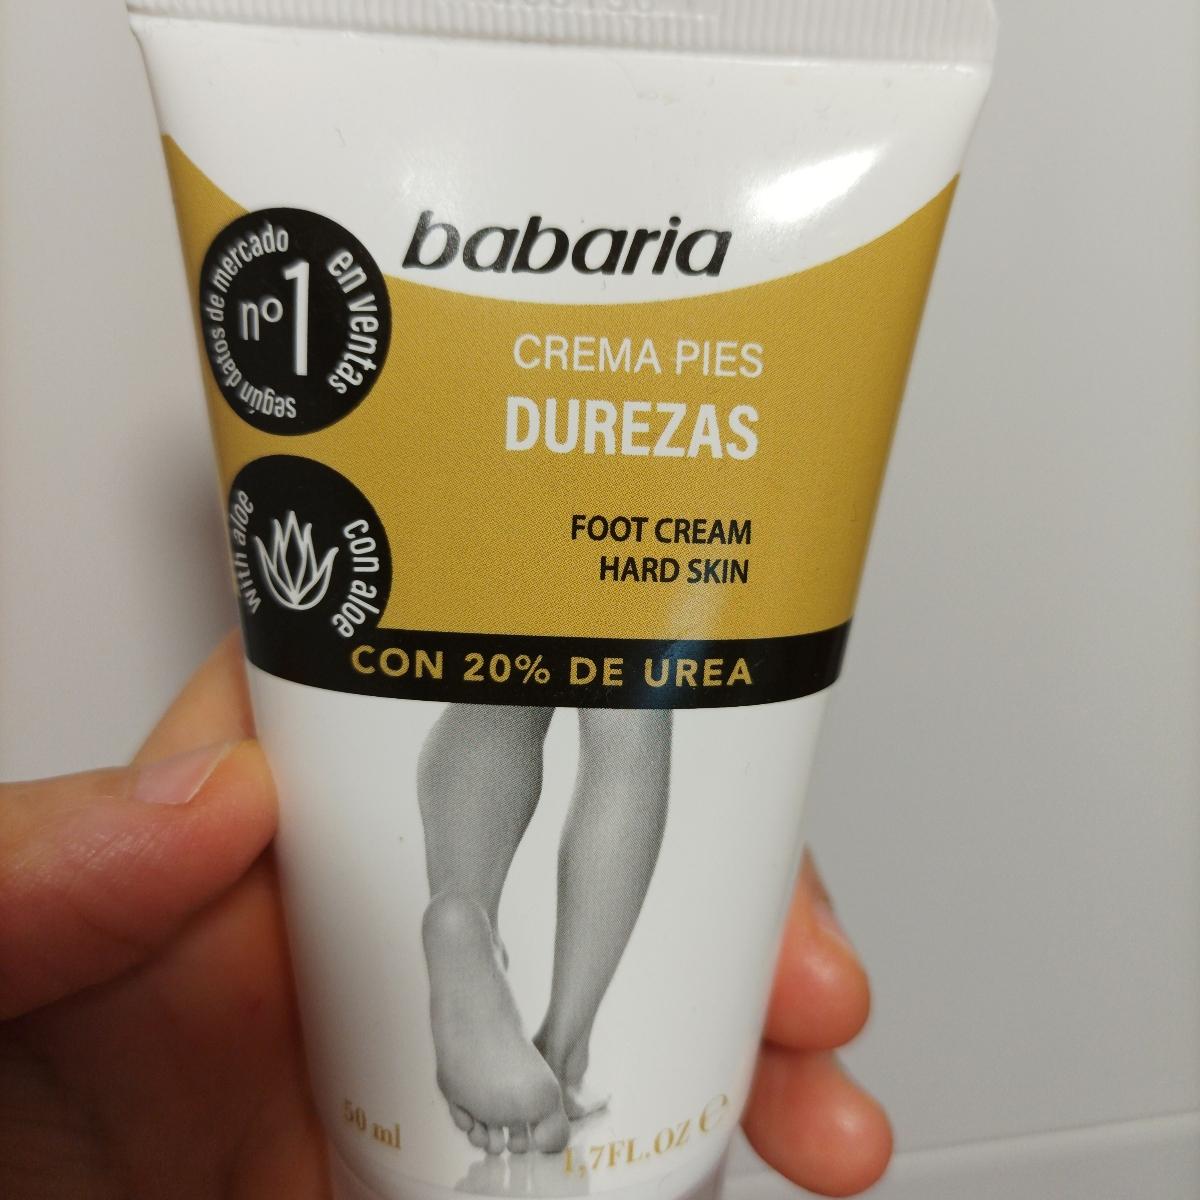 babaria
nº1
en ventas
según datos de mercado
CREMA PIES
DUREZAS
FOOT CREAM
HARD SKIN
with aloe
con aloe
CON 20% DE UREA
50 ml
1,7FL.OZ ℮